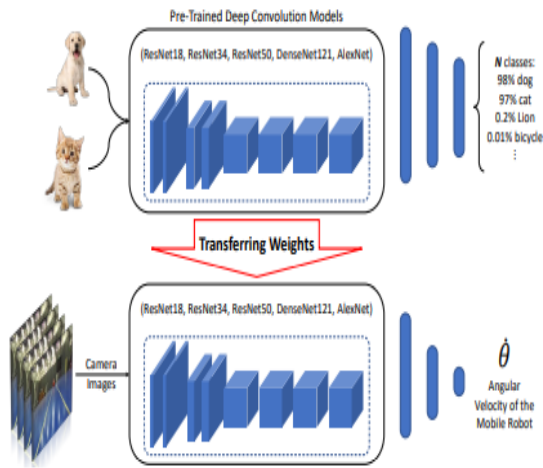 Pre-Trained Deep Convolution Models
(ResNet18, ResNet34, ResNet50, DenseNet121, AlexNet)
N classes:
98% dog
97% cat
0.2% Lion
0.01% bicycle
⋮
Transferring Weights
(ResNet18, ResNet34, ResNet50, DenseNet121, AlexNet)
Camera
Images
θ̇
Angular
Velocity of the
Mobile Robot